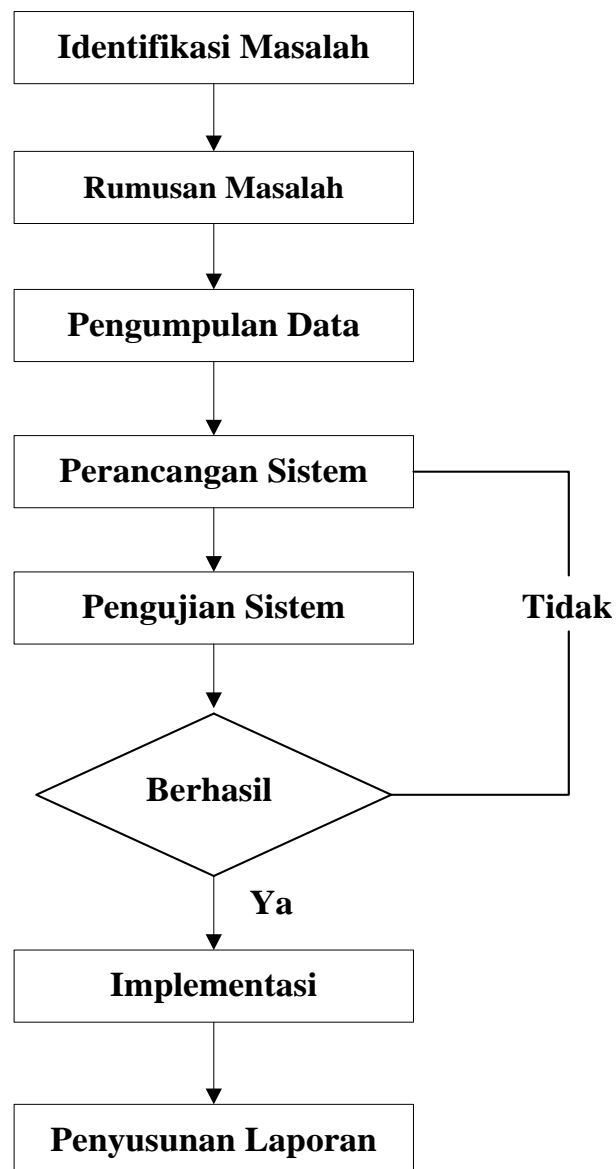 Identifikasi Masalah
Rumusan Masalah
Pengumpulan Data
Perancangan Sistem
Pengujian Sistem
Tidak
Berhasil
Ya
Implementasi
Penyusunan Laporan